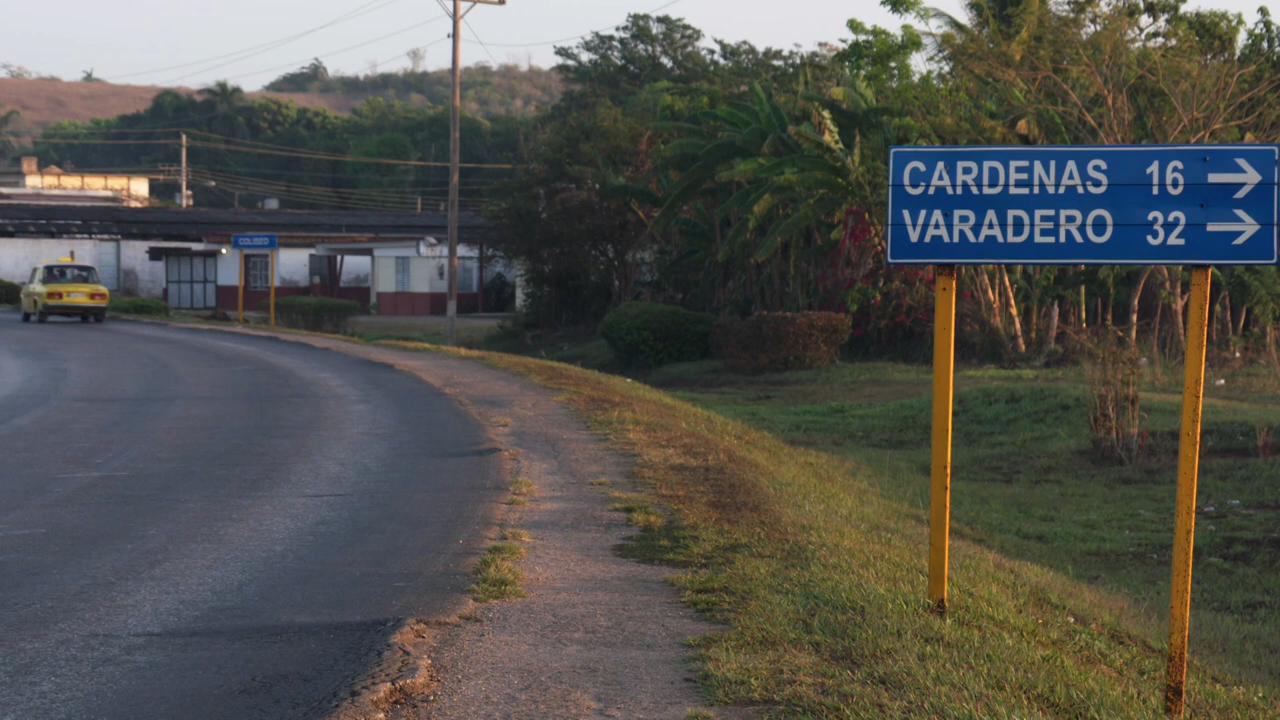 COLISEO
CARDENAS 16 →
VARADERO 32 →